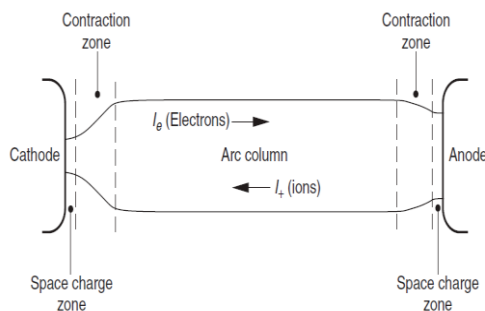 Contraction
zone
Contraction
zone
Iₑ (Electrons)
Cathode
Arc column
Anode
I₊ (ions)
Space charge
zone
Space charge
zone